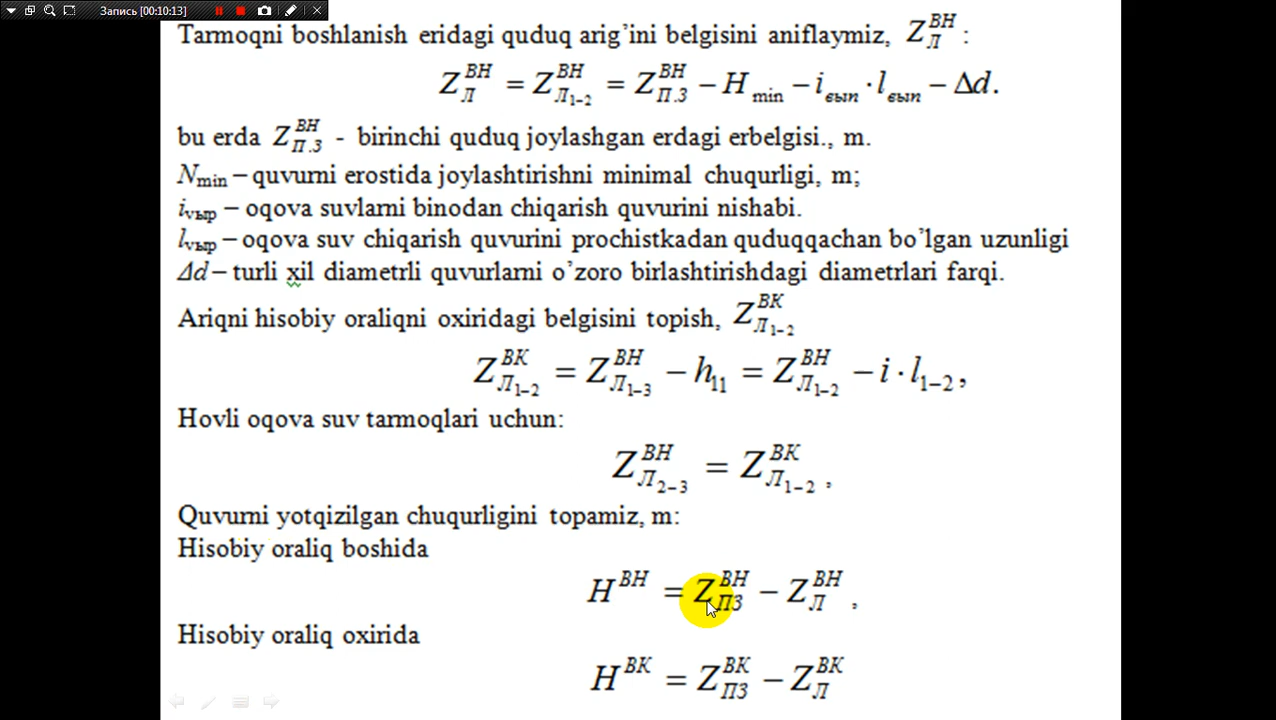 Запись [00:10:13]
Tarmoqni boshlanish eridagi quduq arig’ini belgisini aniflaymiz, Z_Л^ВН :
Z_Л^ВН = Z_Л1–2^ВН = Z_П.З^ВН – H_min – i_вып · l_вып – Δd.
bu erda Z_П.З^ВН - birinchi quduq joylashgan erdagi erbelgisi., m.
N_min – quvurni erostida joylashtirishni minimal chuqurligi, m;
i_vыp – oqova suvlarni binodan chiqarish quvurini nishabi.
l_vыp – oqova suv chiqarish quvurini prochistkadan quduqqachan bo’lgan uzunligi
Δd – turli xil diametrli quvurlarni o’zoro birlashtirishdagi diametrlari farqi.
Ariqni hisobiy oraliqni oxiridagi belgisini topish, Z_Л1–2^ВК
Z_Л1–2^ВК = Z_Л1–3^ВН – h_11 = Z_Л1–2^ВН – i · l_1–2 ,
Hovli oqova suv tarmoqlari uchun:
Z_Л2–3^ВН = Z_Л1–2^ВК ,
Quvurni yotqizilgan chuqurligini topamiz, m:
Hisobiy oraliq boshida
H^ВН = Z_ПЗ^ВН – Z_Л^ВН ,
Hisobiy oraliq oxirida
H^ВК = Z_ПЗ^ВК – Z_Л^ВК